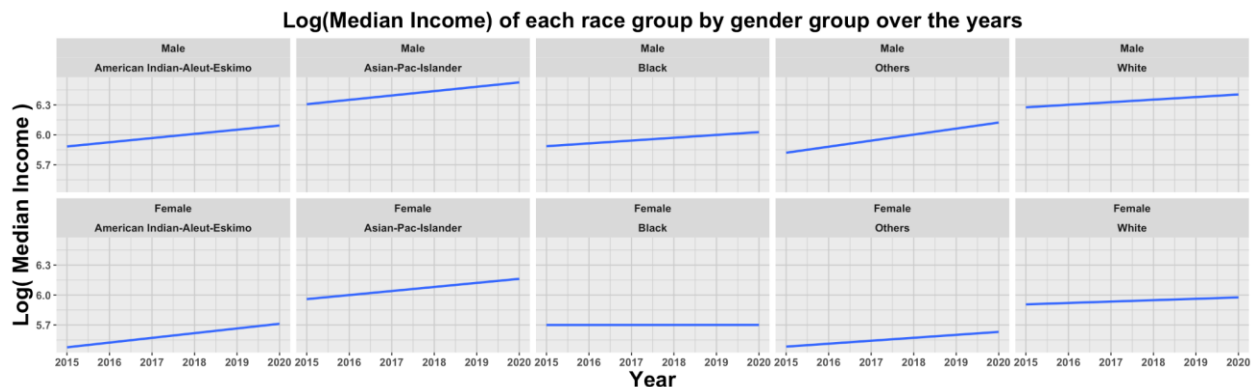 Log(Median Income) of each race group by gender group over the years
Male Male Male Male Male
American Indian-Aleut-Eskimo Asian-Pac-Islander Black Others White
6.3
6.0
5.7
Female Female Female Female Female
American Indian-Aleut-Eskimo Asian-Pac-Islander Black Others White
6.3
6.0
5.7
Log( Median Income )
2015 2016 2017 2018 2019 2020 2015 2016 2017 2018 2019 2020 2015 2016 2017 2018 2019 2020 2015 2016 2017 2018 2019 2020 2015 2016 2017 2018 2019 2020
Year